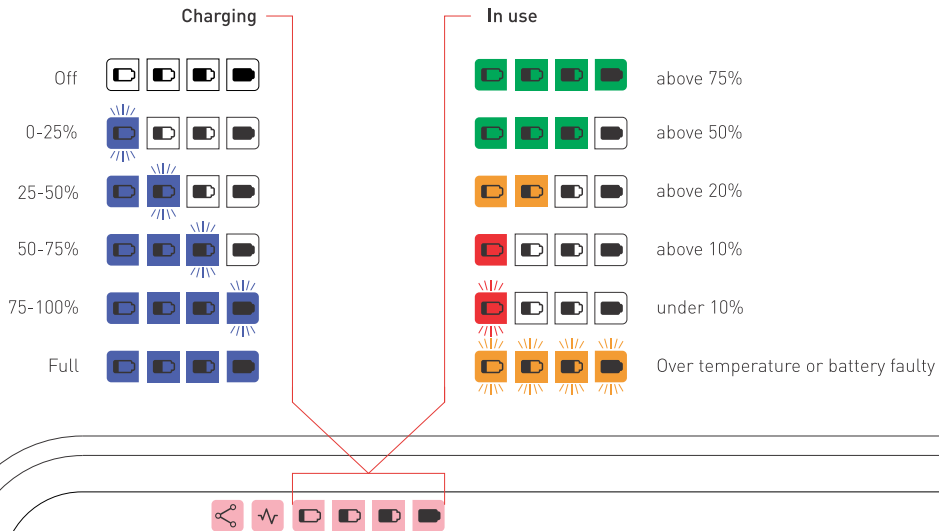 Charging
In use
Off
above 75%
0-25%
above 50%
25-50%
above 20%
50-75%
above 10%
75-100%
under 10%
Full
Over temperature or battery faulty